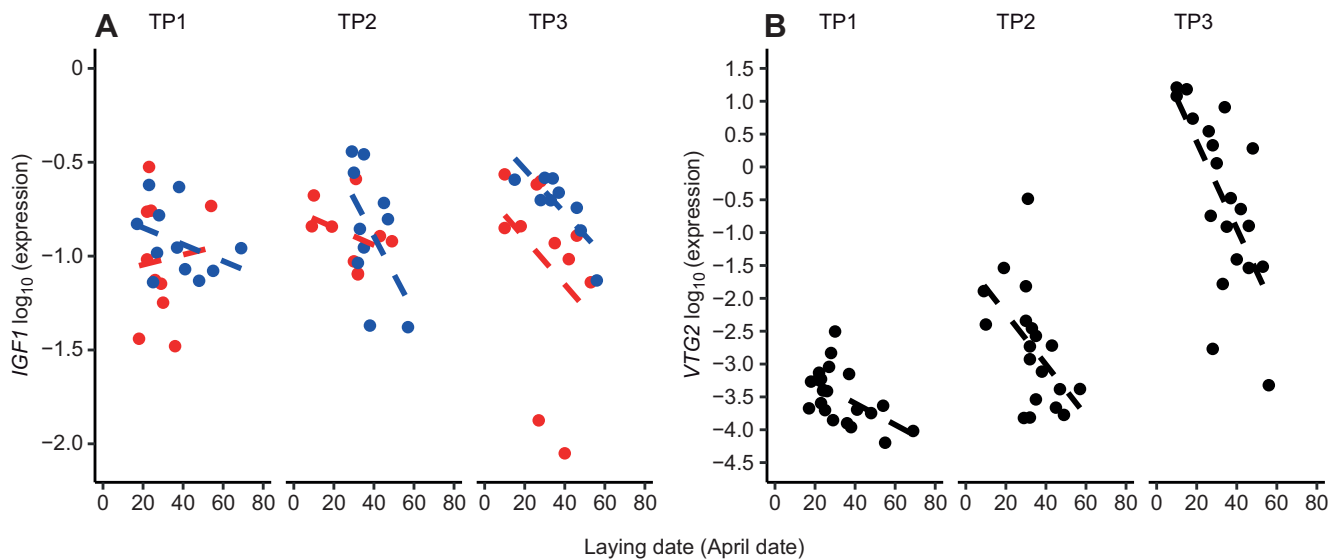 A
TP1 TP2 TP3
0
−0.5
−1.0
−1.5
−2.0
IGF1 log10 (expression)
0 20 40 60 80 0 20 40 60 80 0 20 40 60 80
B
TP1 TP2 TP3
1.5
1.0
0.5
0
−0.5
−1.0
−1.5
−2.0
−2.5
−3.0
−3.5
−4.0
−4.5
VTG2 log10 (expression)
0 20 40 60 80 0 20 40 60 80 0 20 40 60 80
Laying date (April date)